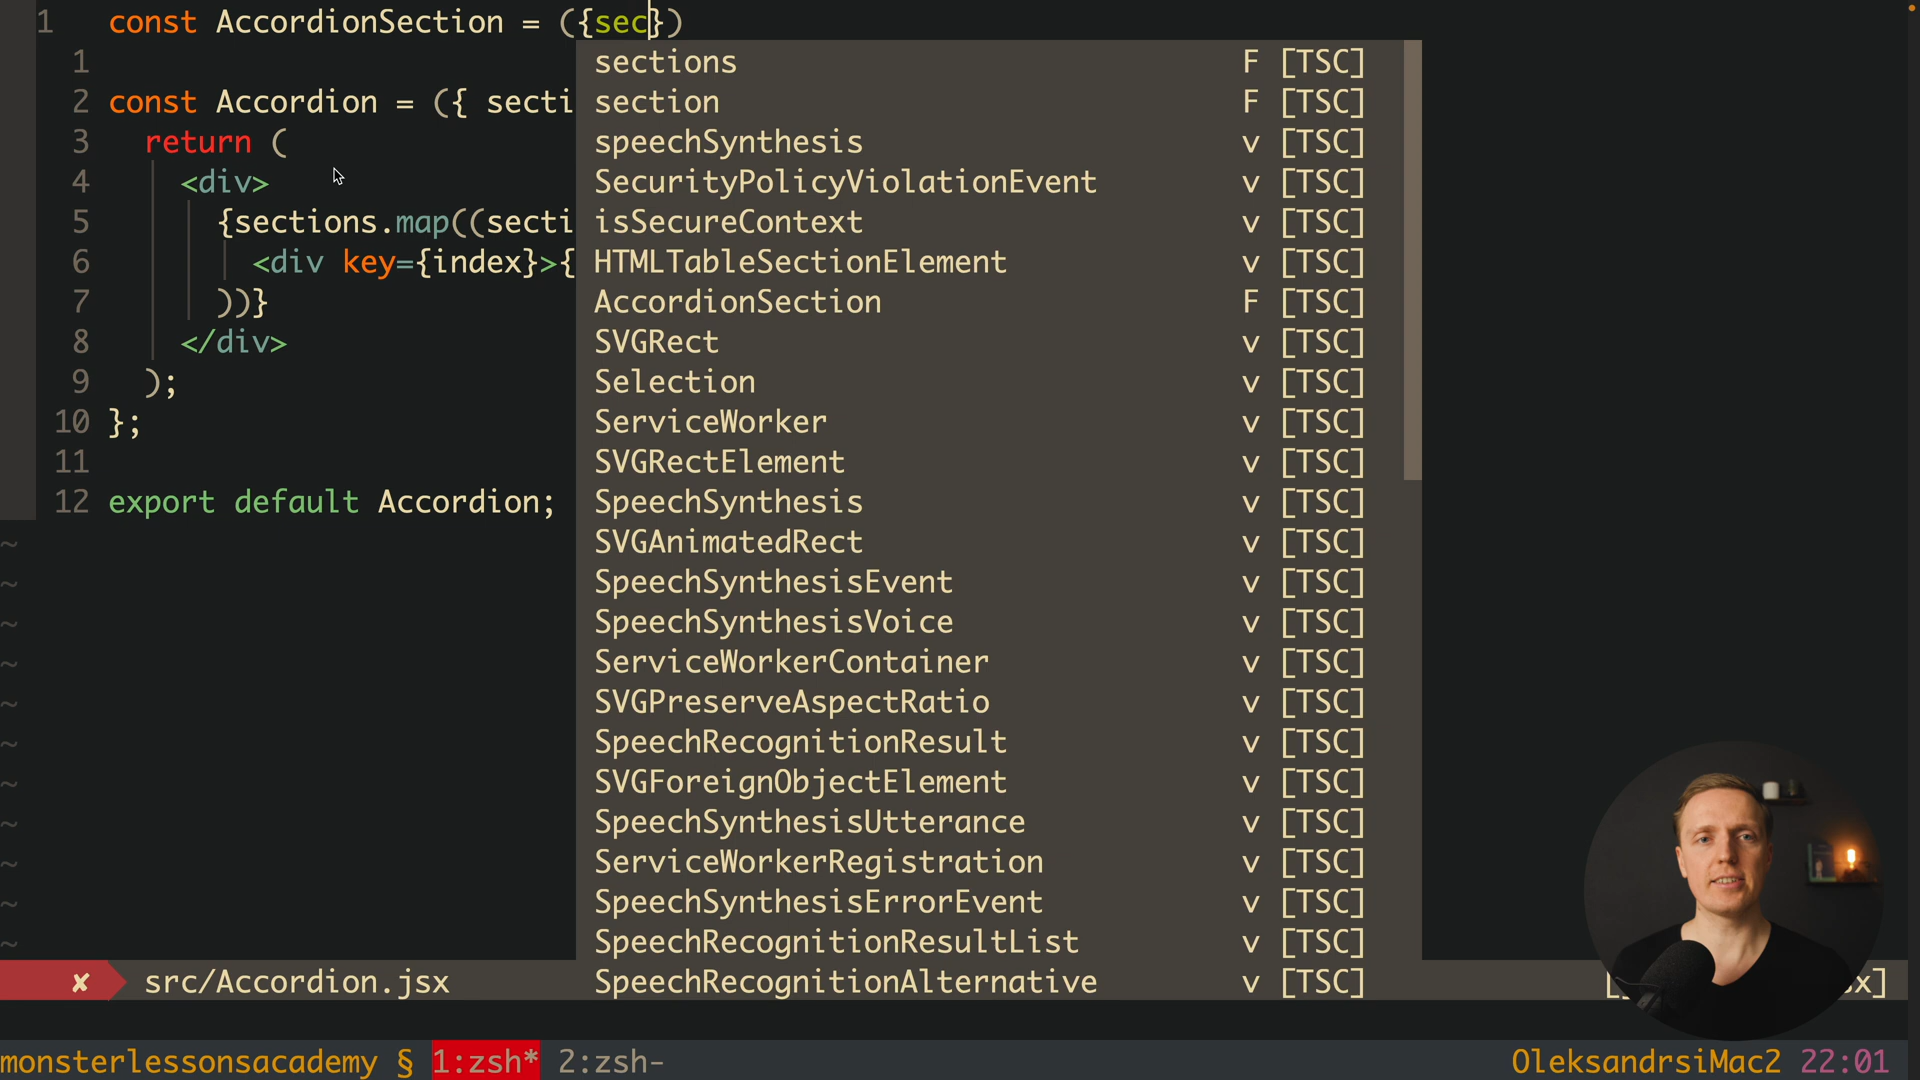 1 const AccordionSection = ({sec})
1
2 const Accordion = ({ secti
3 return (
4 <div>
5 {sections.map((secti
6 <div key={index}>{
7 ))}
8 </div>
9 );
10 };
11
12 export default Accordion;
sections F [TSC]
section F [TSC]
speechSynthesis v [TSC]
SecurityPolicyViolationEvent v [TSC]
isSecureContext v [TSC]
HTMLTableSectionElement v [TSC]
AccordionSection F [TSC]
SVGRect v [TSC]
Selection v [TSC]
ServiceWorker v [TSC]
SVGRectElement v [TSC]
SpeechSynthesis v [TSC]
SVGAnimatedRect v [TSC]
SpeechSynthesisEvent v [TSC]
SpeechSynthesisVoice v [TSC]
ServiceWorkerContainer v [TSC]
SVGPreserveAspectRatio v [TSC]
SpeechRecognitionResult v [TSC]
SVGForeignObjectElement v [TSC]
SpeechSynthesisUtterance v [TSC]
ServiceWorkerRegistration v [TSC]
SpeechSynthesisErrorEvent v [TSC]
SpeechRecognitionResultList v [TSC]
SpeechRecognitionAlternative v [TSC]
✘ src/Accordion.jsx
monsterlessonsacademy § 1:zsh* 2:zsh- OleksandrsiMac2 22:01